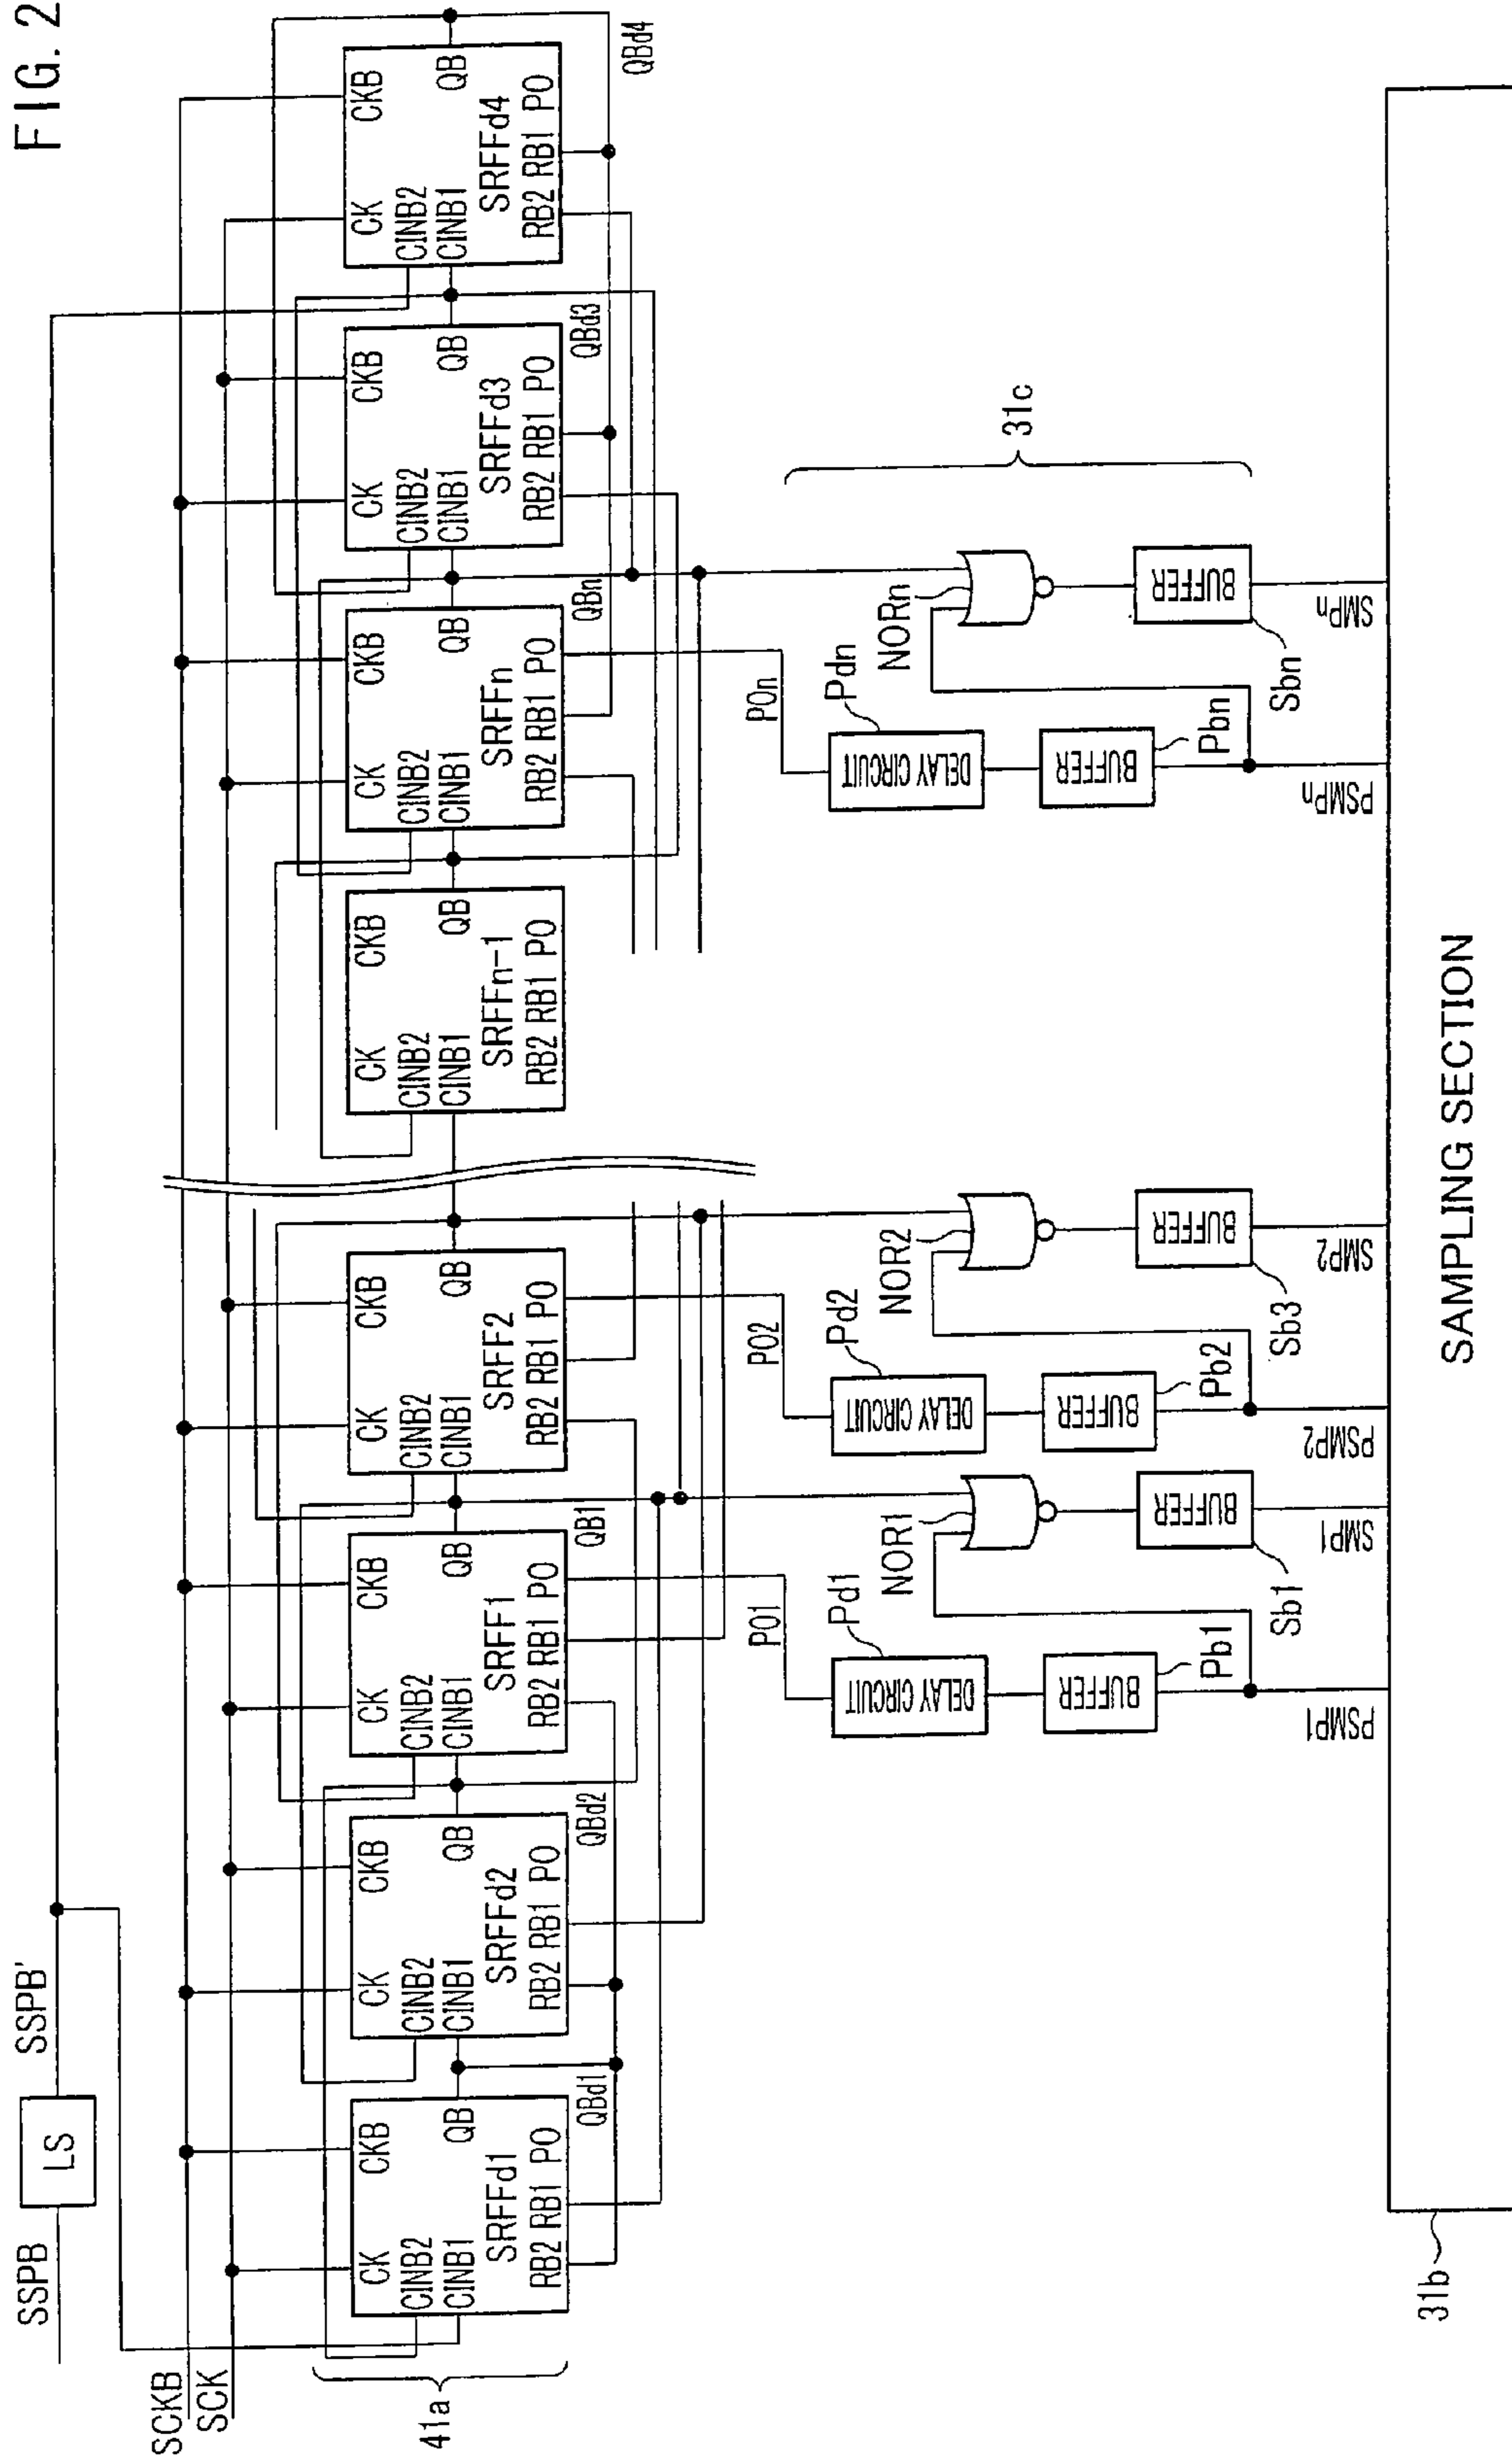 FIG. 2
SSPB
LS
SSPB'
SCKB
SCK
41a
CK
CKB
CINB2
CINB1
QB
SRFFd1
RB2 RB1 PO
QBd1
CK
CKB
CINB2
CINB1
QB
SRFFd2
RB2 RB1 PO
QBd2
CK
CKB
CINB2
CINB1
QB
SRFF1
RB2 RB1 PO
QB1
CK
CKB
CINB2
CINB1
QB
SRFF2
RB2 RB1 PO
CK
CKB
CINB2
CINB1
QB
SRFFn-1
RB2 RB1 PO
CK
CKB
CINB2
CINB1
QB
SRFFn
RB2 RB1 PO
QBn
CK
CKB
CINB2
CINB1
QB
SRFFd3
RB2 RB1 PO
QBd3
CK
CKB
CINB2
CINB1
QB
SRFFd4
RB2 RB1 PO
QBd4
PO1
Pd1
DELAY CIRCUIT
BUFFER
Pb1
NOR1
BUFFER
Sb1
PSMP1
SMP1
PO2
Pd2
DELAY CIRCUIT
BUFFER
Pb2
NOR2
BUFFER
Sb3
PSMP2
SMP2
POn
Pdn
DELAY CIRCUIT
BUFFER
Pbn
NORn
BUFFER
Sbn
PSMPn
SMPn
31c
31b
SAMPLING SECTION